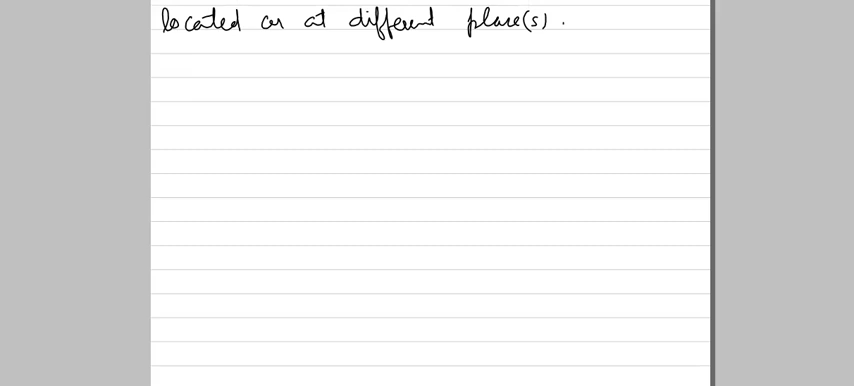 located or at different place(s).